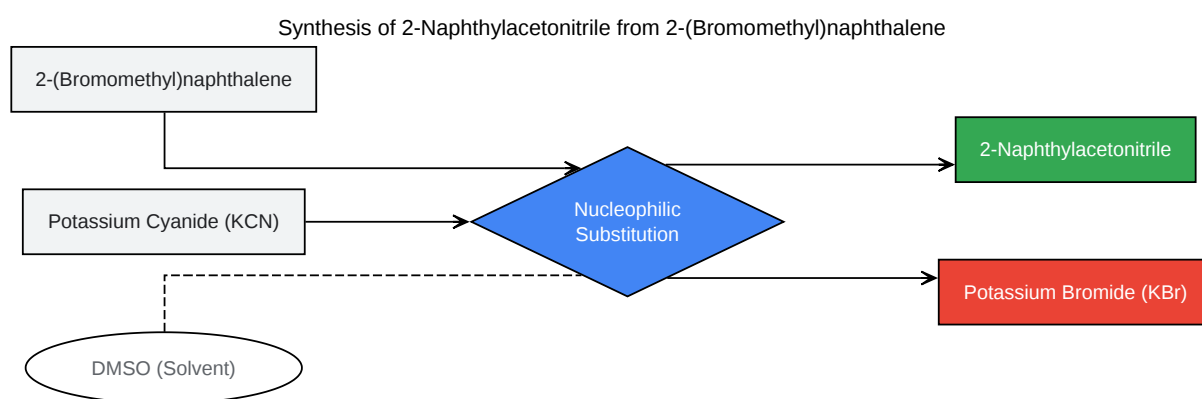 Synthesis of 2-Naphthylacetonitrile from 2-(Bromomethyl)naphthalene
2-(Bromomethyl)naphthalene
2-Naphthylacetonitrile
Potassium Cyanide (KCN)
Nucleophilic
Substitution
Potassium Bromide (KBr)
DMSO (Solvent)